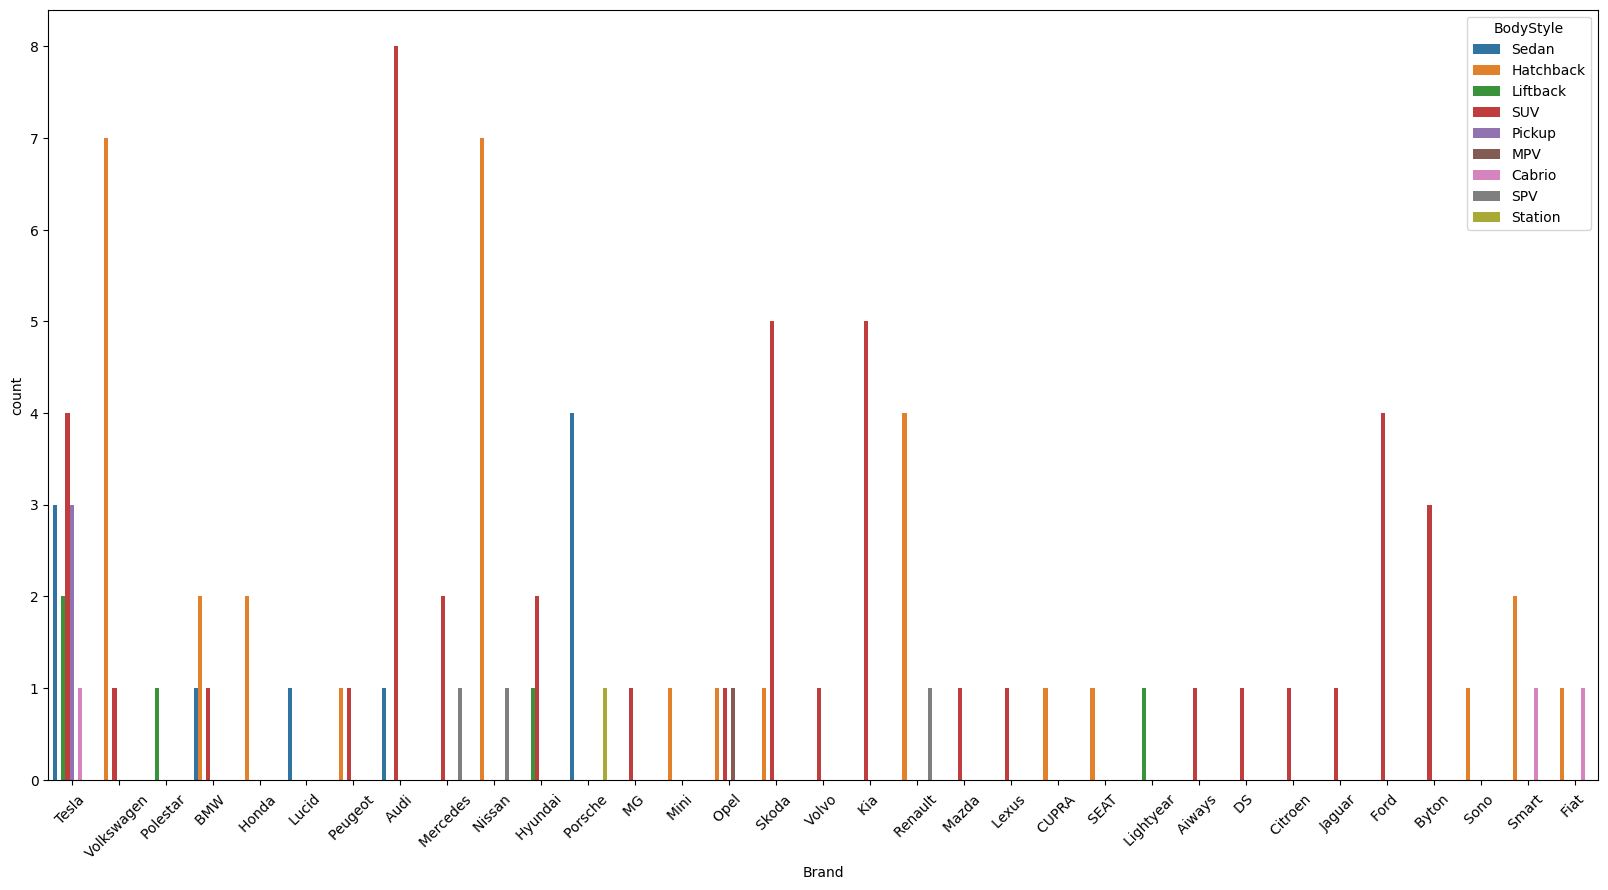 BodyStyle
Sedan
Hatchback
Liftback
SUV
Pickup
MPV
Cabrio
SPV
Station
8
7
6
5
4
3
2
1
0
count
Tesla
Volkswagen
Polestar
BMW
Honda
Lucid
Peugeot
Audi
Mercedes
Nissan
Hyundai
Porsche
MG
Mini
Opel
Skoda
Volvo
Kia
Renault
Mazda
Lexus
CUPRA
SEAT
Lightyear
Aiways
DS
Citroen
Jaguar
Ford
Byton
Sono
Smart
Fiat
Brand